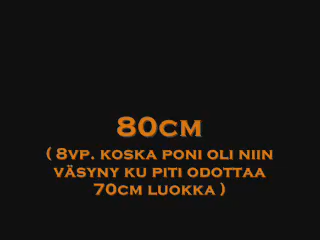 80cm
( 8vp. koska poni oli niin
väsyny ku piti odottaa
70cm luokka )